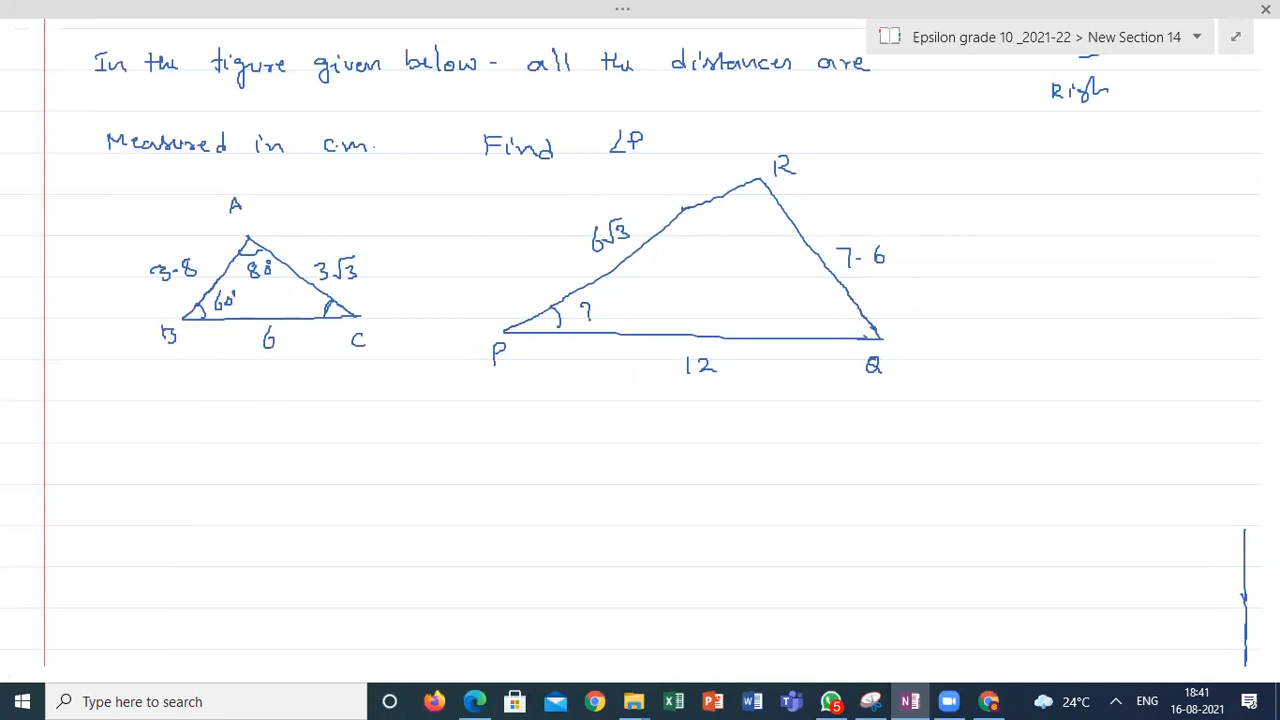 ...
Epsilon grade 10 _2021-22 > New Section 14
In the figure given below - all the distances are
Righ
Measured in c.m. Find ∠P
R
A
6√3
7-6
3-8
80°
3√3
60°
?
B
6
C
P
12
Q
Type here to search
5
24°C
ENG
18:41
16-08-2021